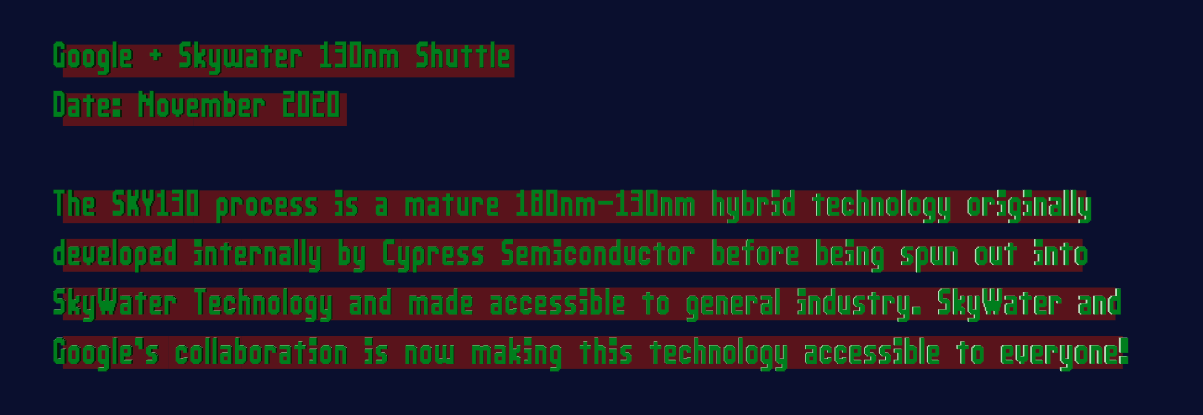 Google + Skywater 130nm Shuttle
Date: November 2020
The SKY130 process is a mature 180nm-130nm hybrid technology originally
developed internally by Cypress Semiconductor before being spun out into
SkyWater Technology and made accessible to general industry. SkyWater and
Google's collaboration is now making this technology accessible to everyone!